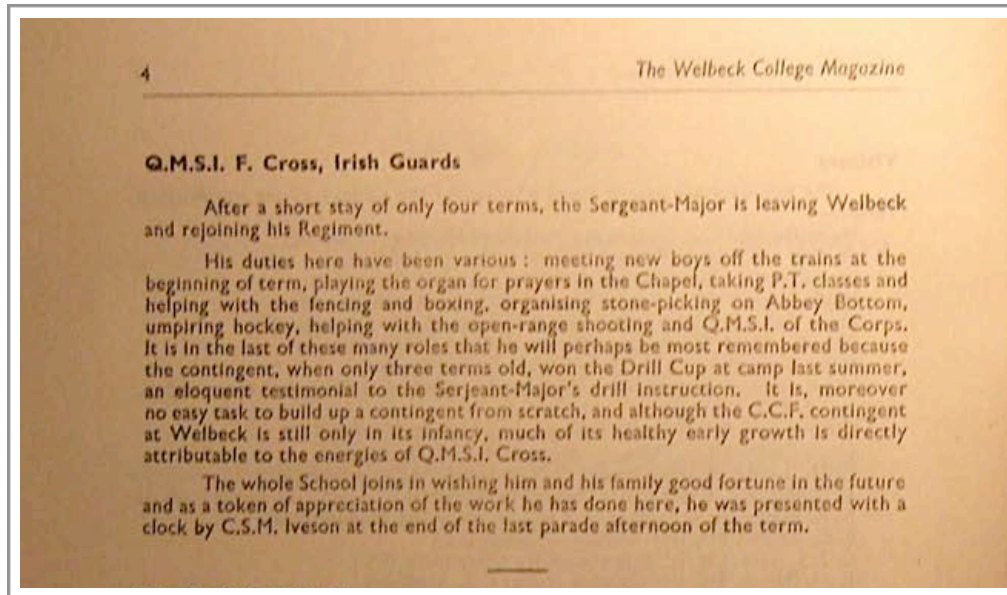 4 The Welbeck College Magazine
Q.M.S.I. F. Cross, Irish Guards
After a short stay of only four terms, the Sergeant-Major is leaving Welbeck
and rejoining his Regiment.
His duties here have been various : meeting new boys off the trains at the
beginning of term, playing the organ for prayers in the Chapel, taking P.T. classes and
helping with the fencing and boxing, organising stone-picking on Abbey Bottom,
umpiring hockey, helping with the open-range shooting and Q.M.S.I. of the Corps.
It is in the last of these many roles that he will perhaps be most remembered because
the contingent, when only three terms old, won the Drill Cup at camp last summer,
an eloquent testimonial to the Serjeant-Major's drill instruction. It is, moreover
no easy task to build up a contingent from scratch, and although the C.C.F. contingent
at Welbeck is still only in its infancy, much of its healthy early growth is directly
attributable to the energies of Q.M.S.I. Cross.
The whole School joins in wishing him and his family good fortune in the future
and as a token of appreciation of the work he has done here, he was presented with a
clock by C.S.M. Iveson at the end of the last parade afternoon of the term.